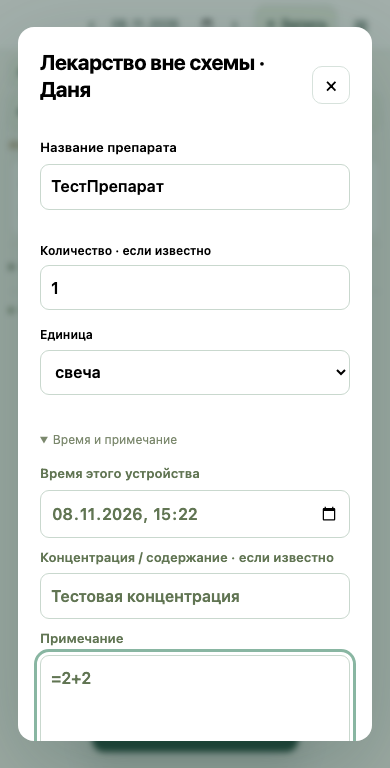 Лекарство вне схемы ·
Даня
×
Название препарата
ТестПрепарат
Количество · если известно
1
Единица
свеча
▼ Время и примечание
Время этого устройства
08.11.2026, 15:22
Концентрация / содержание · если известно
Тестовая концентрация
Примечание
=2+2